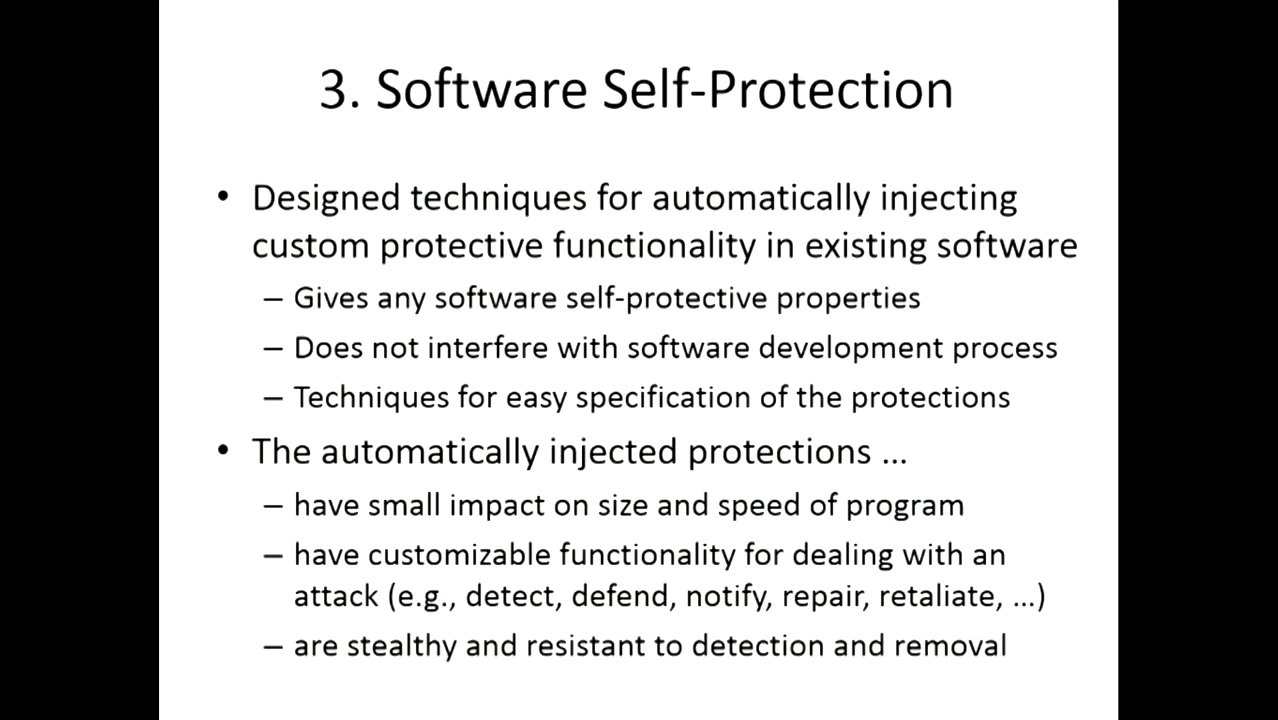 3. Software Self-Protection
• Designed techniques for automatically injecting
custom protective functionality in existing software
– Gives any software self-protective properties
– Does not interfere with software development process
– Techniques for easy specification of the protections
• The automatically injected protections ...
– have small impact on size and speed of program
– have customizable functionality for dealing with an
attack (e.g., detect, defend, notify, repair, retaliate, ...)
– are stealthy and resistant to detection and removal